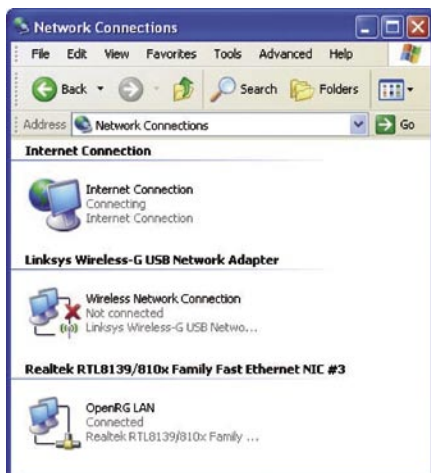 Network Connections
File Edit View Favorites Tools Advanced Help
Back Search Folders
Address Network Connections Go
Internet Connection
Internet Connection
Connecting
Internet Connection
Linksys Wireless-G USB Network Adapter
Wireless Network Connection
Not connected
Linksys Wireless-G USB Netwo...
Realtek RTL8139/810x Family Fast Ethernet NIC #3
OpenRG LAN
Connected
Realtek RTL8139/810x Family ...